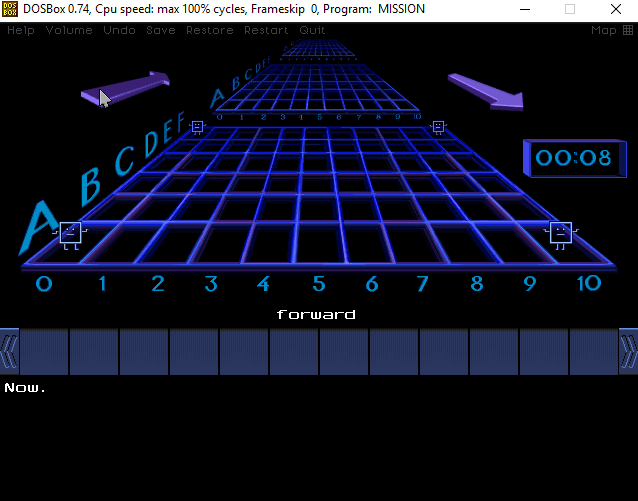 DOSBox 0.74, Cpu speed: max 100% cycles, Frameskip 0, Program: MISSION
Help Volume Undo Save Restore Restart Quit Map
A B C D E F
0 1 2 3 4 5 6 7 8 9 10
A B C D E F
00:08
0 1 2 3 4 5 6 7 8 9 10
forward
Now.